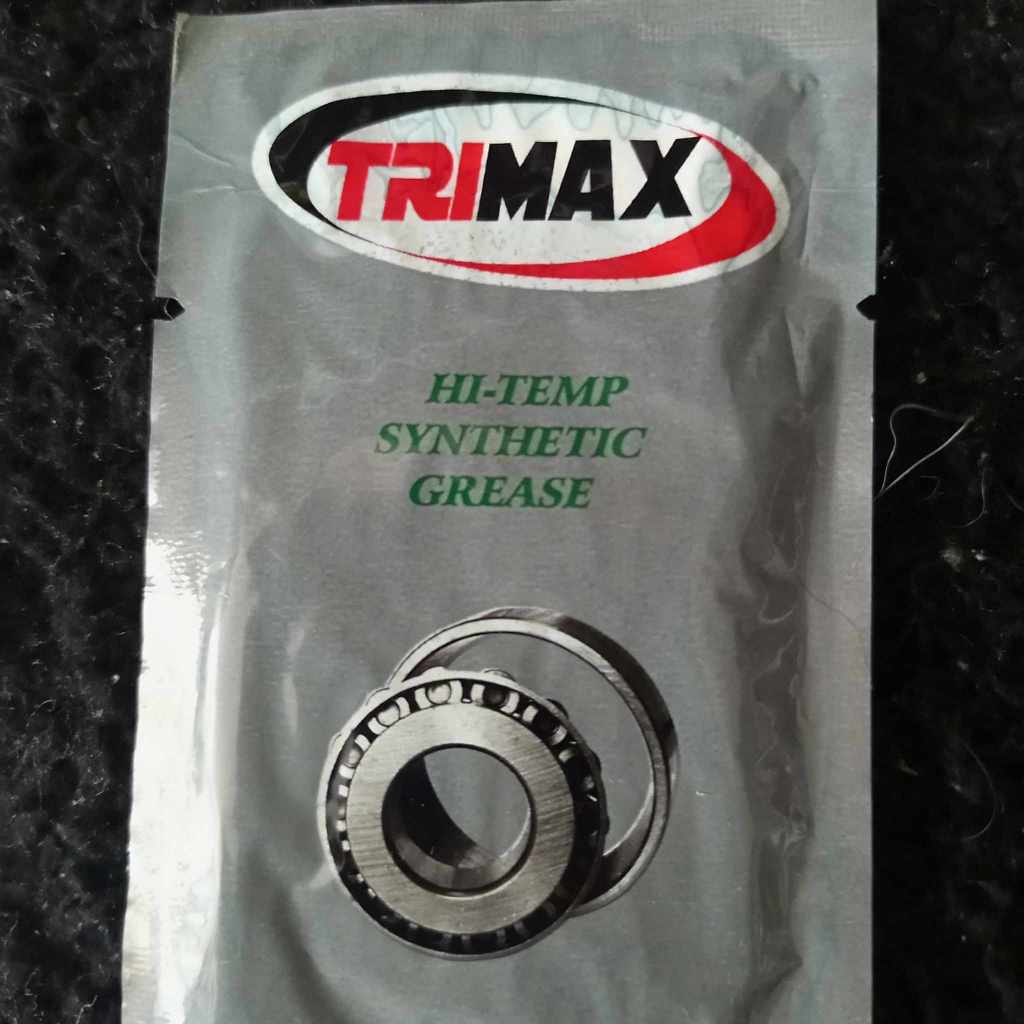 TRIMAX
HI-TEMP
SYNTHETIC
GREASE